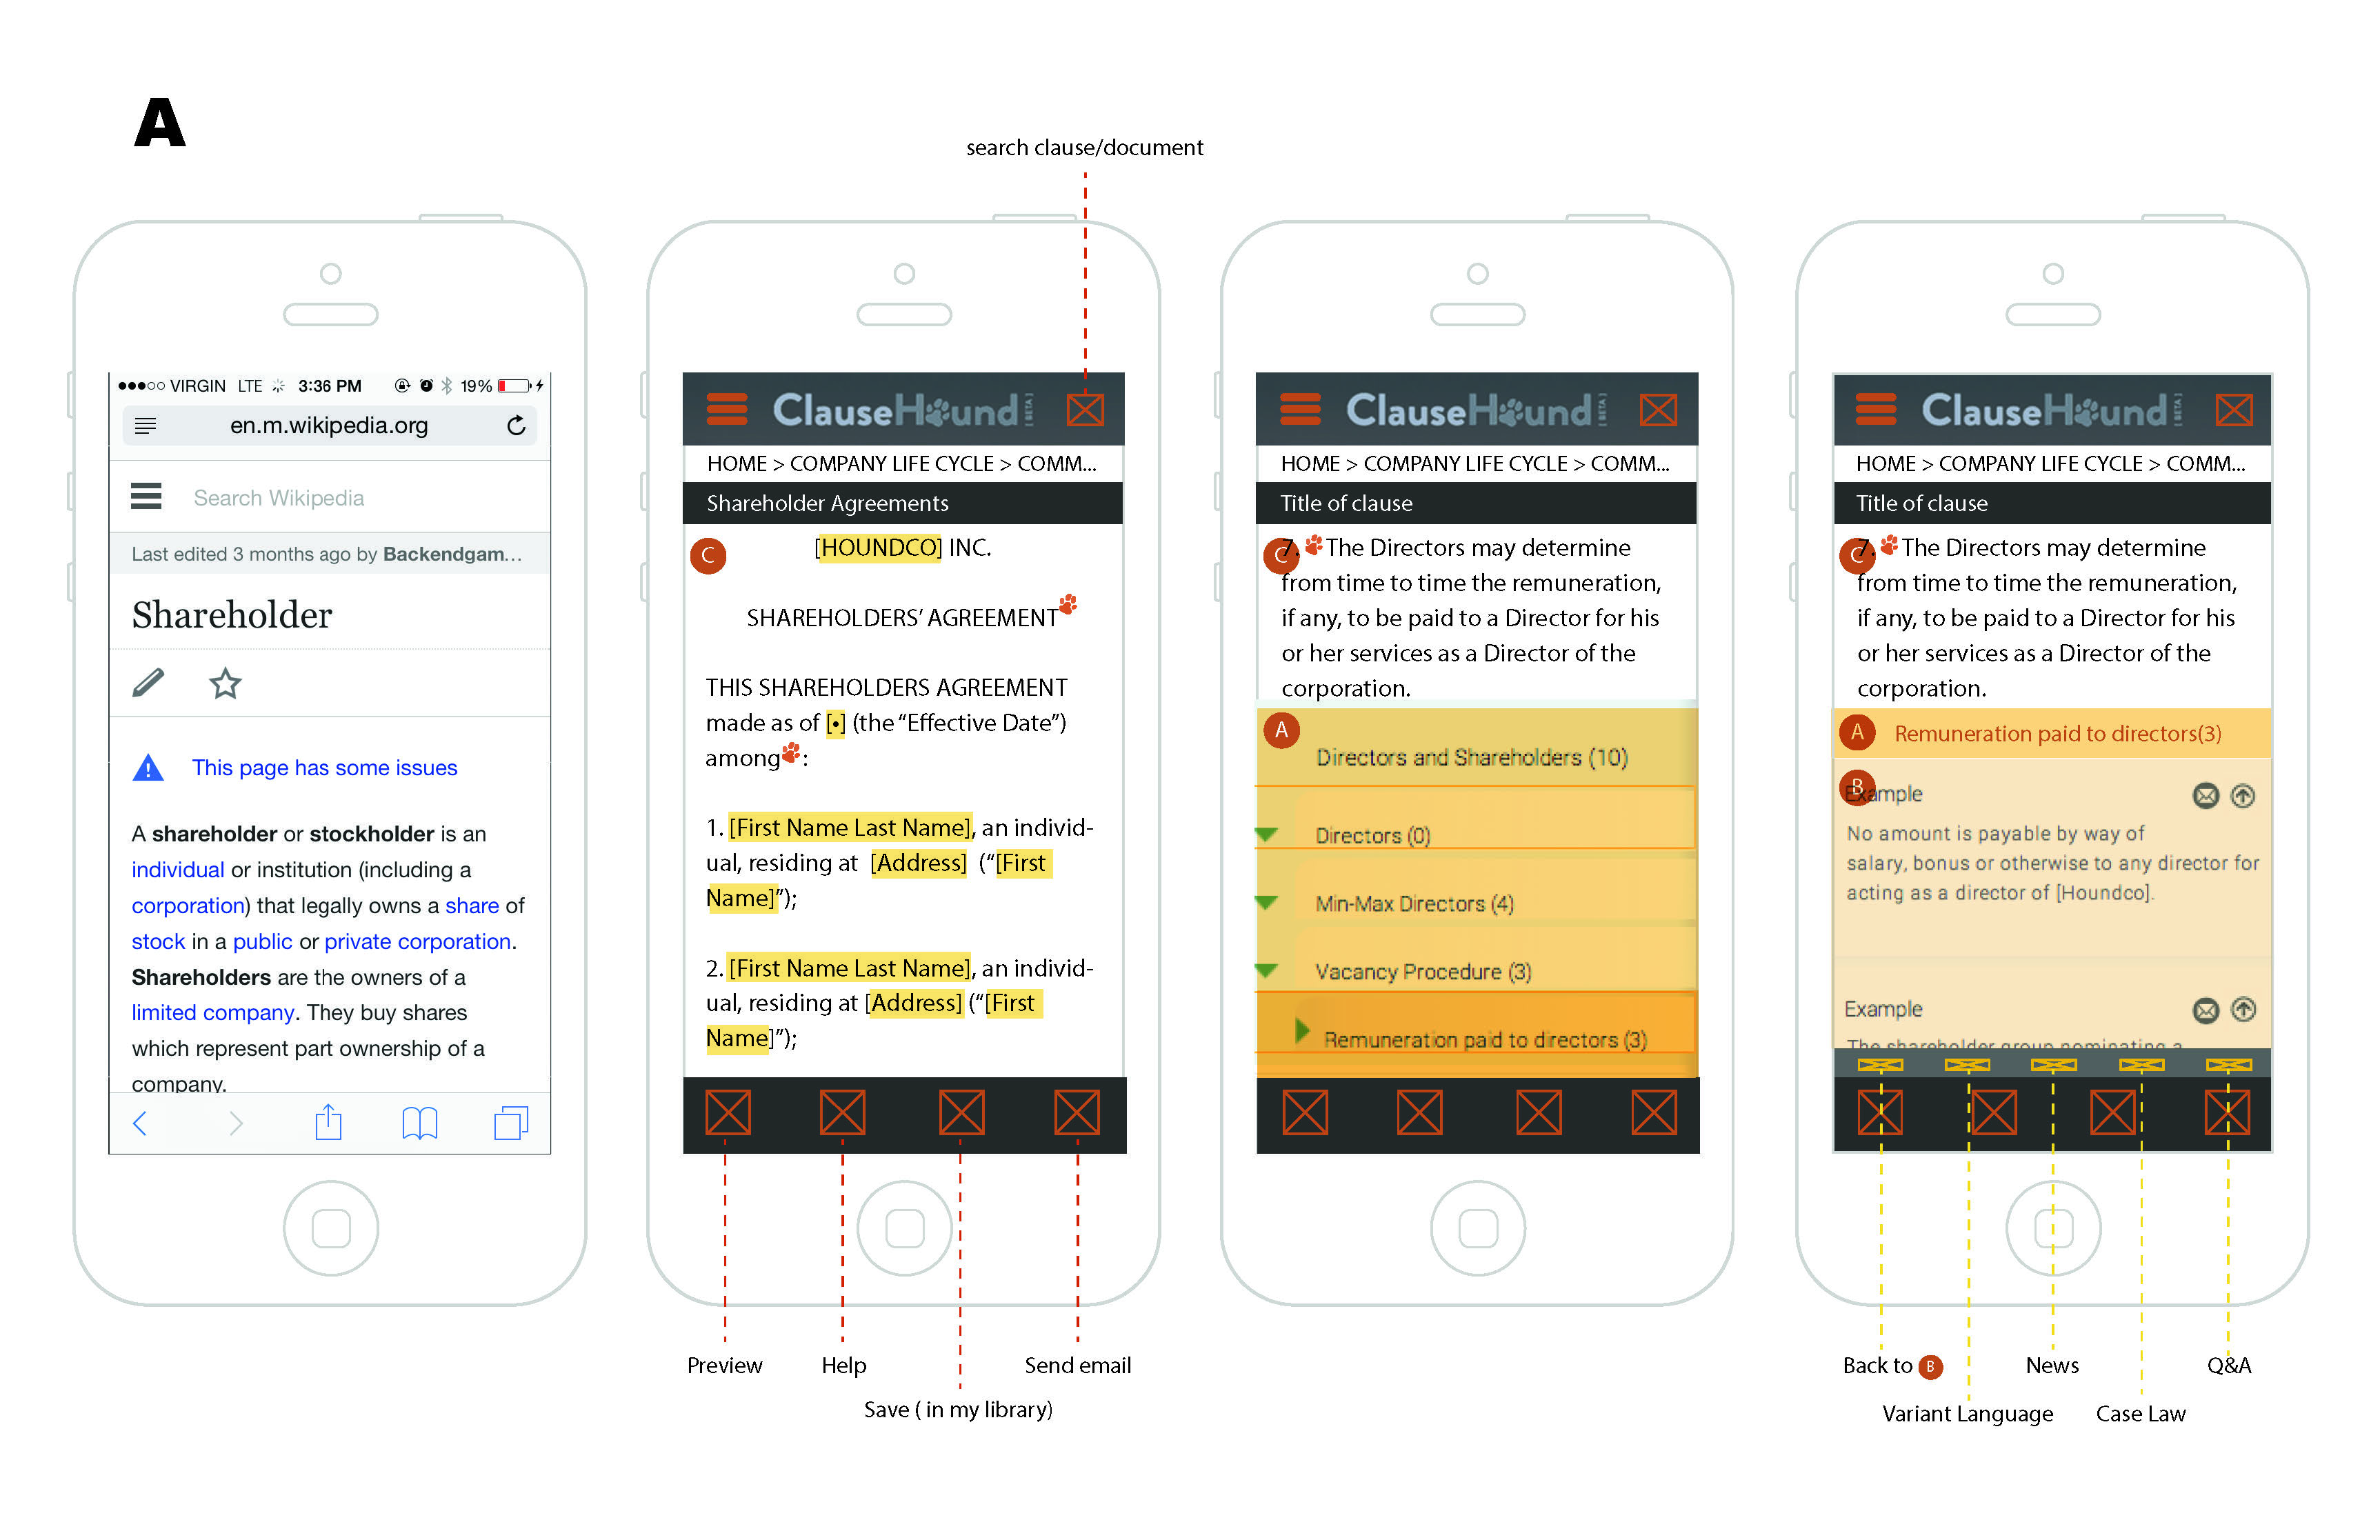 A
search clause/document
VIRGIN LTE 3:36 PM 19%
en.m.wikipedia.org
Search Wikipedia
Last edited 3 months ago by Backendgam...
Shareholder
This page has some issues
A shareholder or stockholder is an
individual or institution (including a
corporation) that legally owns a share of
stock in a public or private corporation.
Shareholders are the owners of a
limited company. They buy shares
which represent part ownership of a
company.
ClauseHound [BETA]
HOME > COMPANY LIFE CYCLE > COMM...
Shareholder Agreements
C
[HOUNDCO] INC.
SHAREHOLDERS' AGREEMENT
THIS SHAREHOLDERS AGREEMENT
made as of [•] (the “Effective Date”)
among :
1. [First Name Last Name], an individ-
ual, residing at [Address] (“[First
Name]”);
2. [First Name Last Name], an individ-
ual, residing at [Address] (“[First
Name]”);
Preview
Help
Save ( in my library)
Send email
ClauseHound [BETA]
HOME > COMPANY LIFE CYCLE > COMM...
Title of clause
C
7. The Directors may determine
from time to time the remuneration,
if any, to be paid to a Director for his
or her services as a Director of the
corporation.
A
Directors and Shareholders (10)
Directors (0)
Min-Max Directors (4)
Vacancy Procedure (3)
Remuneration paid to directors (3)
ClauseHound [BETA]
HOME > COMPANY LIFE CYCLE > COMM...
Title of clause
C
7. The Directors may determine
from time to time the remuneration,
if any, to be paid to a Director for his
or her services as a Director of the
corporation.
A Remuneration paid to directors(3)
B
Example
No amount is payable by way of
salary, bonus or otherwise to any director for
acting as a director of [Houndco].
Example
The shareholder group nominating a
Back to B
Variant Language
News
Case Law
Q&A